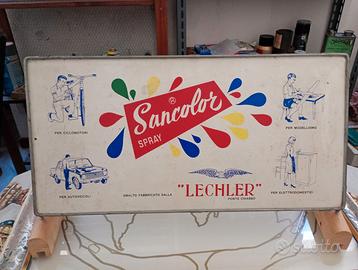 Sancolor
®
SPRAY
PER CICLOMOTORI
PER MODELLISMO
PER AUTOVEICOLI
SMALTO FABBRICATO DALLA
"LECHLER"
PONTE CHIASSO
PER ELETTRODOMESTICI
subito